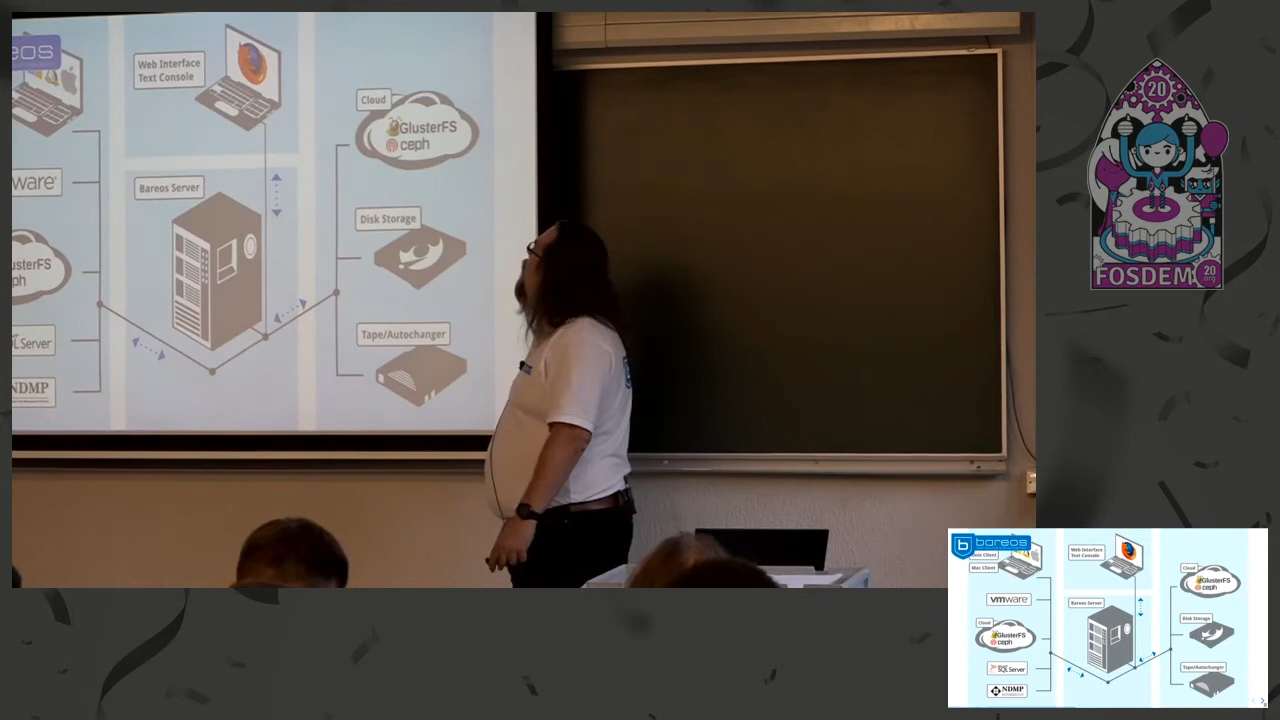 eos
Web Interface
Text Console
Cloud
GlusterFS
ceph
ware
Bareos Server
Disk Storage
usterFS
ph
Tape/Autochanger
L Server
NDMP
20
FOSDEM
20
.org
b bareos
Mac Client
vmware
Cloud
GlusterFS
ceph
SQL Server
NDMP
Web Interface
Text Console
Bareos Server
Cloud
GlusterFS
ceph
Disk Storage
Tape/Autochanger